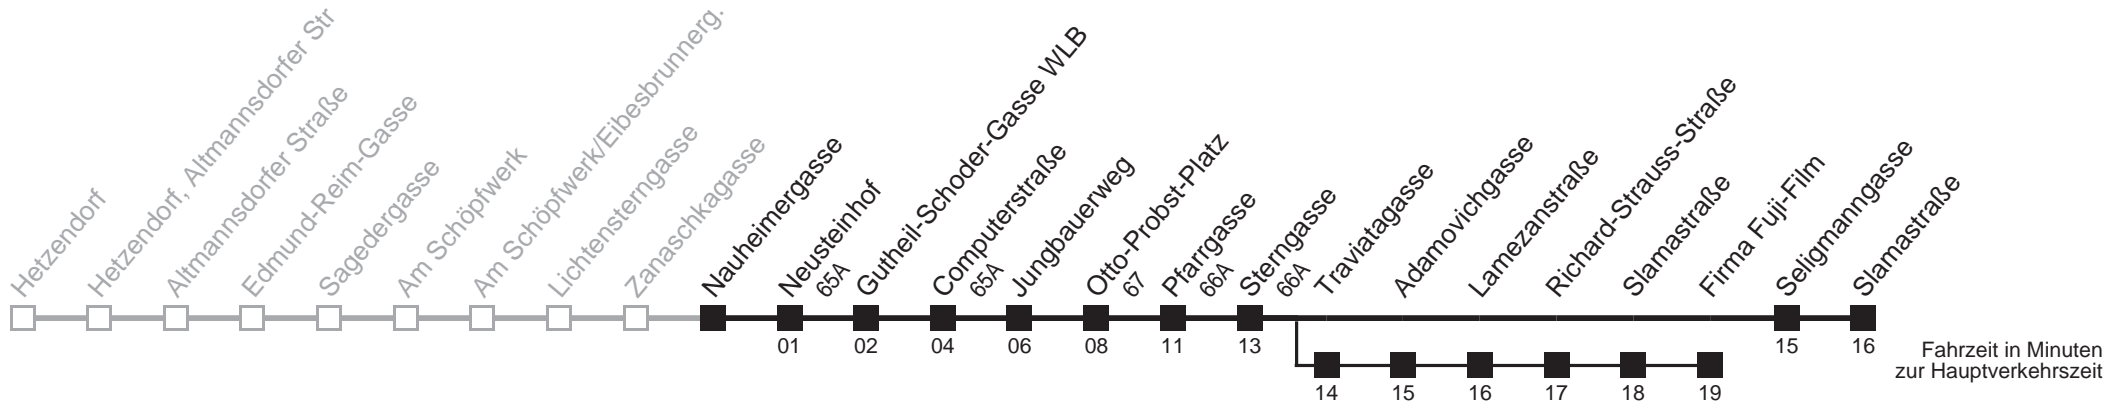 Hetzendorf
Hetzendorf, Altmannsdorfer Str
Altmannsdorfer Straße
Edmund-Reim-Gasse
Sagedergasse
Am Schöpfwerk
Am Schöpfwerk/Eibesbrunnerg.
Lichtensterngasse
Zanaschkagasse
Nauheimergasse
Neusteinhof
65A
Gutheil-Schoder-Gasse WLB
Computerstraße
65A
Jungbauerweg
Otto-Probst-Platz
67
Pfarrgasse
66A
Sterngasse
66A
Traviatagasse
Adamovichgasse
Lamezanstraße
Richard-Strauss-Straße
Slamastraße
Firma Fuji-Film
Seligmanngasse
Slamastraße
01 02 04 06 08 11 13 15 16
14 15 16 17 18 19
Fahrzeit in Minuten
zur Hauptverkehrszeit